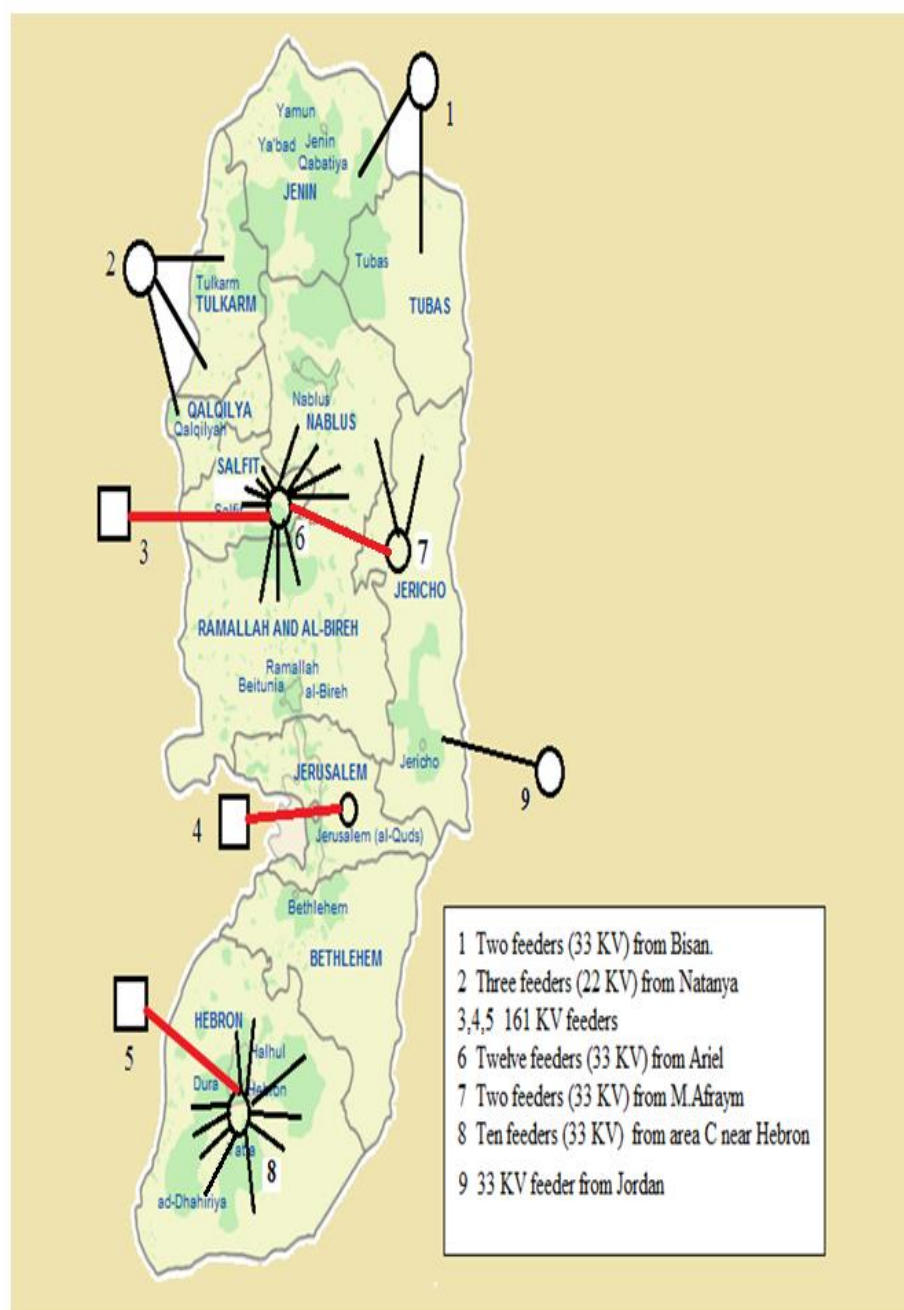 1
Yamun
Ya'bad Jenin
Qabatiya
JENIN
2
Tubas
Tulkarm
TULKARM
TUBAS
QALQILYA
Qalqilyah
Nablus
NABLUS
SALFIT
3
6
7
JERICHO
RAMALLAH AND AL-BIREH
Ramallah
Beitunia
al-Bireh
Jericho
JERUSALEM
9
4
Jerusalem (al-Quds)
Bethlehem
BETHLEHEM
HEBRON
5
Halhul
Dura
8
ad-Dhahiriya
1 Two feeders (33 KV) from Bisan.
2 Three feeders (22 KV) from Natanya
3,4,5 161 KV feeders
6 Twelve feeders (33 KV) from Ariel
7 Two feeders (33 KV) from M.Afraym
8 Ten feeders (33 KV) from area C near Hebron
9 33 KV feeder from Jordan